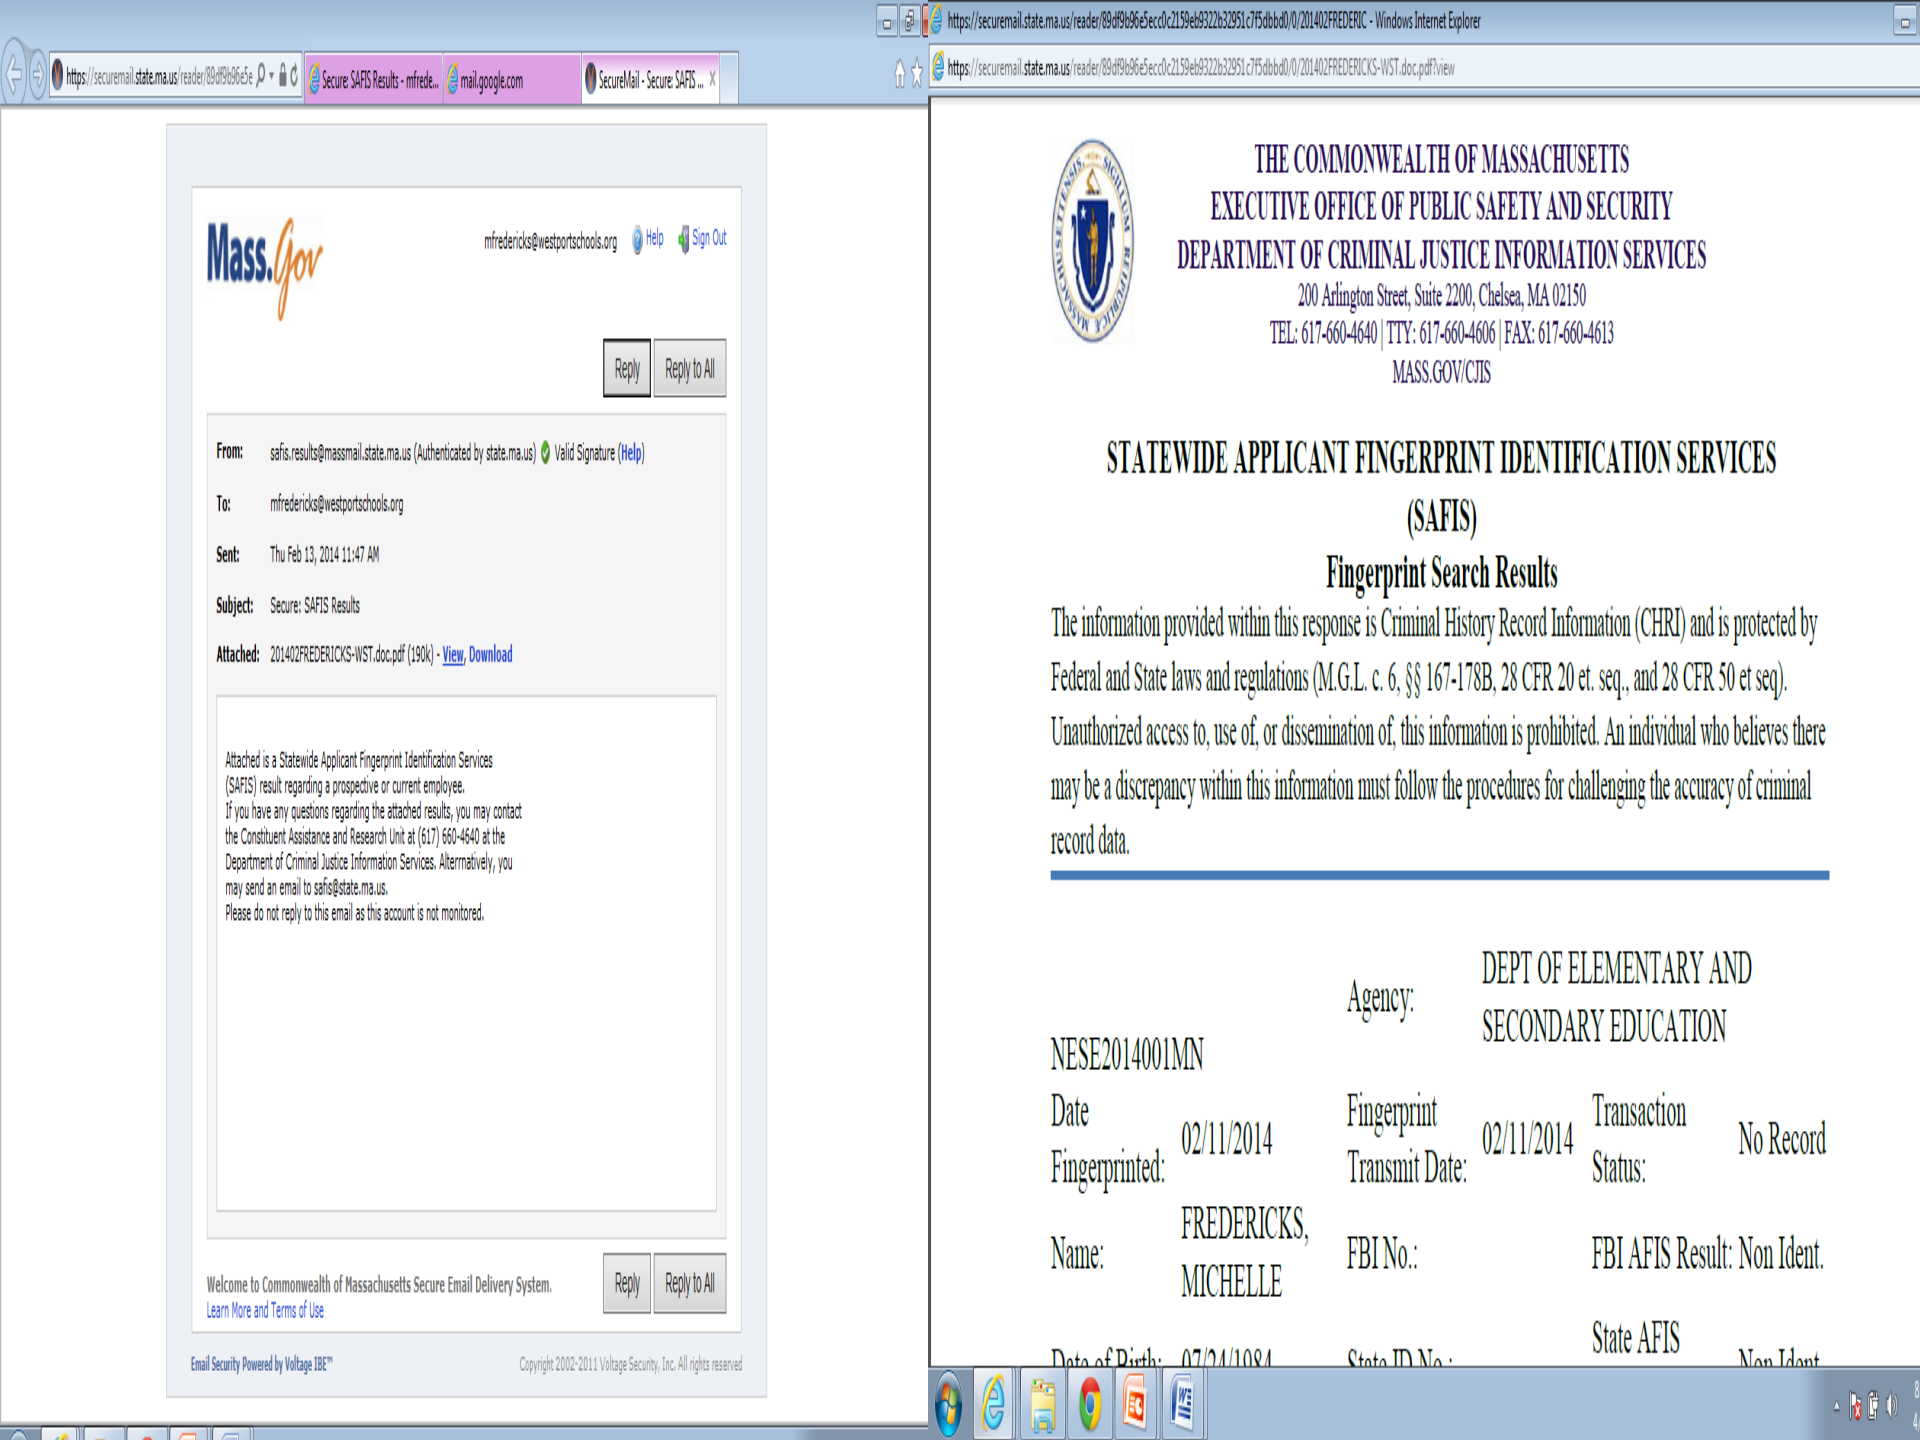 https://securemail.state.ma.us/reader/89df9b96e5e
Secure: SAFIS Results - mfrede...
mail.google.com
SecureMail - Secure: SAFIS ...
Mass.Gov
mfredericks@westportschools.org Help Sign Out
Reply Reply to All
From: safis.results@massmail.state.ma.us (Authenticated by state.ma.us) Valid Signature (Help)
To: mfredericks@westportschools.org
Sent: Thu Feb 13, 2014 11:47 AM
Subject: Secure: SAFIS Results
Attached: 201402FREDERICKS-WST.doc.pdf (190k) - View, Download
Attached is a Statewide Applicant Fingerprint Identification Services
(SAFIS) result regarding a prospective or current employee.
If you have any questions regarding the attached results, you may contact
the Constituent Assistance and Research Unit at (617) 660-4640 at the
Department of Criminal Justice Information Services. Alterrnatively, you
may send an email to safis@state.ma.us.
Please do not reply to this email as this account is not monitored.
Reply Reply to All
Welcome to Commonwealth of Massachusetts Secure Email Delivery System.
Learn More and Terms of Use
Email Security Powered by Voltage IBE™ Copyright 2002-2011 Voltage Security, Inc. All rights reserved
https://securemail.state.ma.us/reader/89df9b96e5ecc0c2159eb9322b32951c7f5dbbd0/0/201402FREDERIC - Windows Internet Explorer
https://securemail.state.ma.us/reader/89df9b96e5ecc0c2159eb9322b32951c7f5dbbd0/0/201402FREDERICKS-WST.doc.pdf?view
THE COMMONWEALTH OF MASSACHUSETTS
EXECUTIVE OFFICE OF PUBLIC SAFETY AND SECURITY
DEPARTMENT OF CRIMINAL JUSTICE INFORMATION SERVICES
200 Arlington Street, Suite 2200, Chelsea, MA 02150
TEL: 617-660-4640 | TTY: 617-660-4606 | FAX: 617-660-4613
MASS.GOV/CJIS
STATEWIDE APPLICANT FINGERPRINT IDENTIFICATION SERVICES
(SAFIS)
Fingerprint Search Results
The information provided within this response is Criminal History Record Information (CHRI) and is protected by
Federal and State laws and regulations (M.G.L. c. 6, §§ 167-178B, 28 CFR 20 et. seq., and 28 CFR 50 et seq).
Unauthorized access to, use of, or dissemination of, this information is prohibited. An individual who believes there
may be a discrepancy within this information must follow the procedures for challenging the accuracy of criminal
record data.
Agency: DEPT OF ELEMENTARY AND
SECONDARY EDUCATION
NESE2014001MN
Date Fingerprinted: 02/11/2014 Fingerprint Transmit Date: 02/11/2014 Transaction Status: No Record
Name: FREDERICKS, MICHELLE FBI No.: FBI AFIS Result: Non Ident.
Date of Birth: 07/24/1984 State ID No.: State AFIS Non Ident.